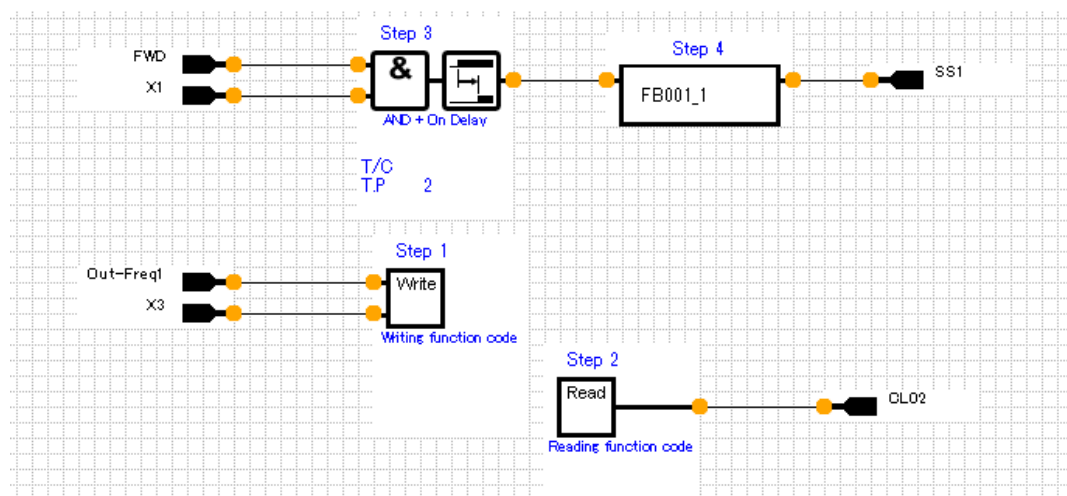 Step 3
FWD
X1
&
AND + On Delay
T/C
T.P 2
Step 4
FB001_1
SS1
Step 1
Out-Freq1
X3
Write
Writing function code
Step 2
Read
CLO2
Reading function code